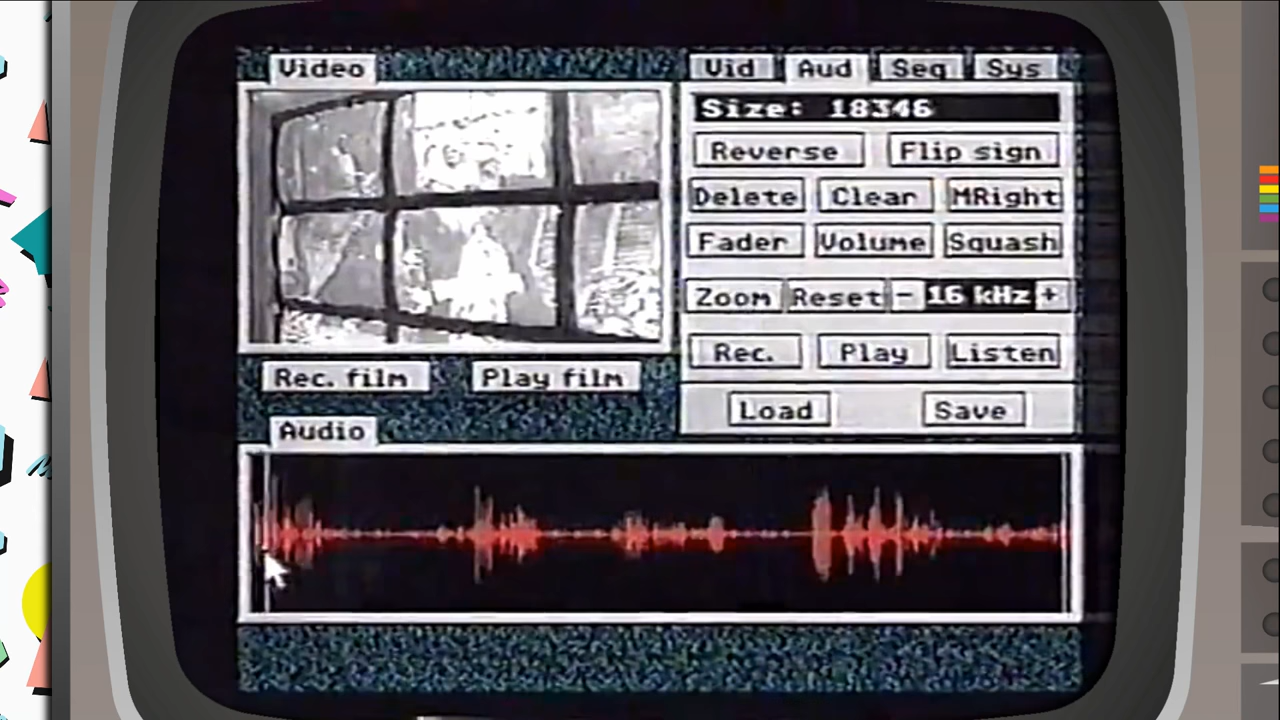 Video
Vid Aud Seq Sys
Size: 18346
Reverse Flip sign
Delete Clear MRight
Fader Volume Squash
Zoom Reset - 16 kHz +
Rec. Play Listen
Rec. film Play film
Load Save
Audio